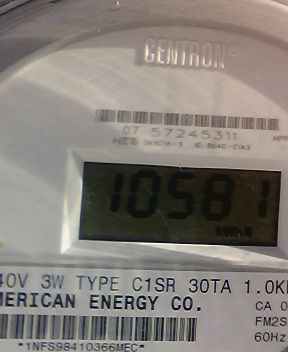 CENTRON®
07 57245311
10581
40V 3W TYPE C1SR 30TA 1.0K
MERICAN ENERGY CO.
CA 0
FM2S
60Hz
*1NFS98410366MEC*